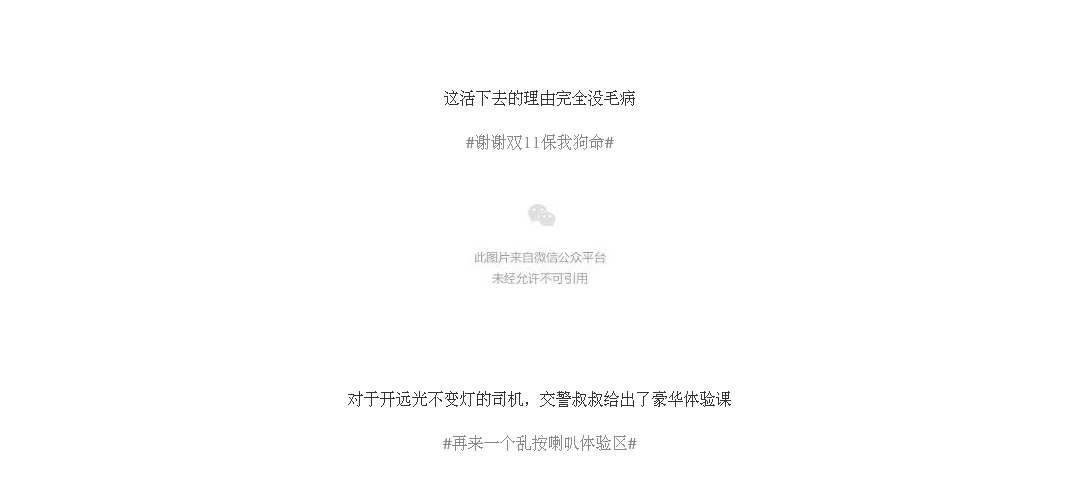 这活下去的理由完全没毛病
#谢谢双11保我狗命#
此图片来自微信公众平台
未经允许不可引用
对于开远光不变灯的司机，交警叔叔给出了豪华体验课
#再来一个乱按喇叭体验区#